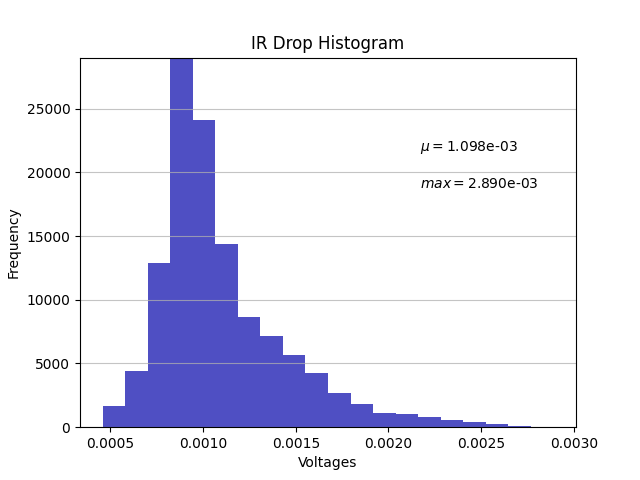 IR Drop Histogram
25000
20000
15000
10000
5000
0
Frequency
μ = 1.098e-03
max = 2.890e-03
0.0005 0.0010 0.0015 0.0020 0.0025 0.0030
Voltages